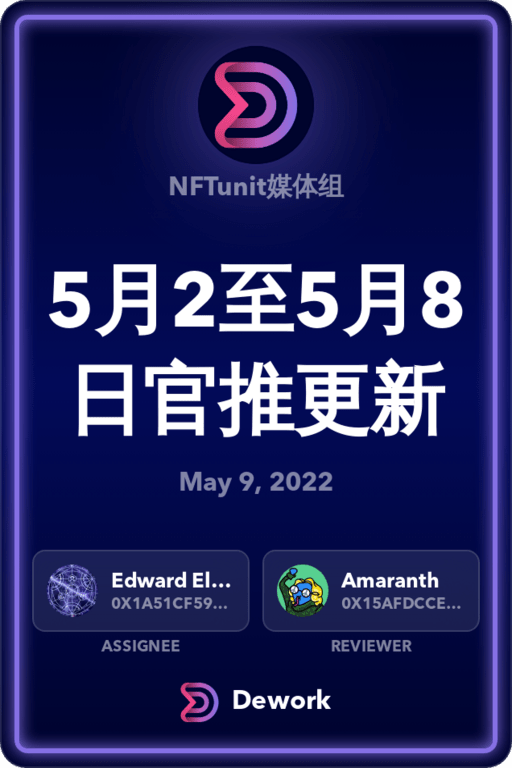 NFTunit媒体组
5月2至5月8
日官推更新
May 9, 2022
Edward El...
0X1A51CF59...
Amaranth
0X15AFDCCE...
ASSIGNEE
REVIEWER
Dework